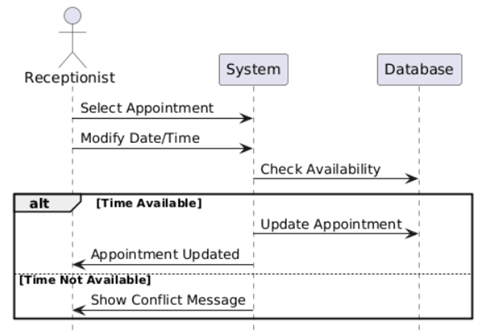 Receptionist
System
Database
Select Appointment
Modify Date/Time
Check Availability
alt [Time Available]
Update Appointment
Appointment Updated
[Time Not Available]
Show Conflict Message